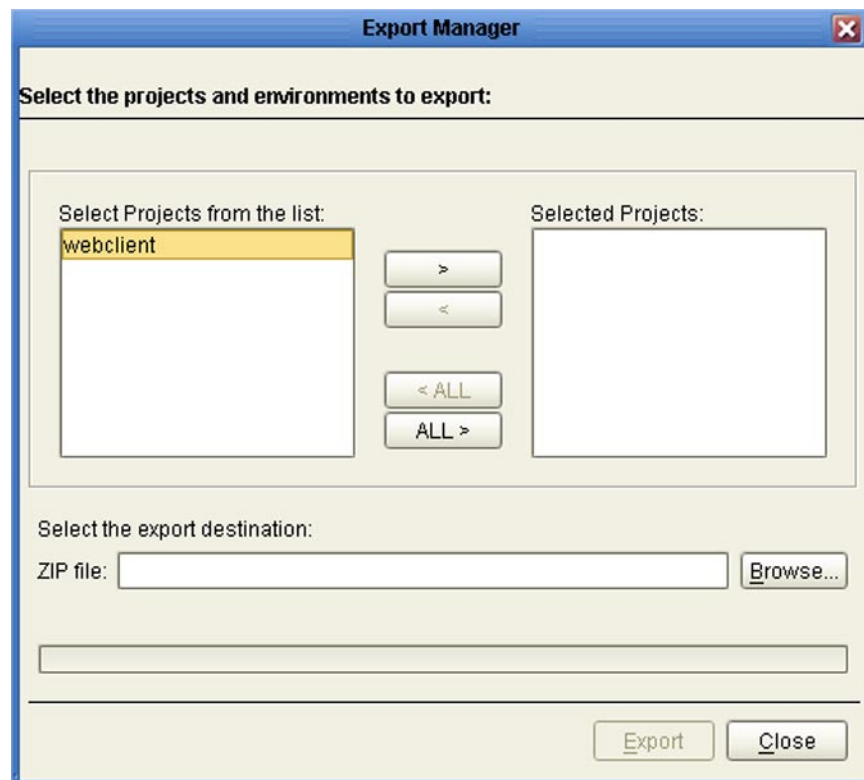 Export Manager
Select the projects and environments to export:
Select Projects from the list:
Selected Projects:
webclient
>
<
< ALL
ALL >
Select the export destination:
ZIP file:
Browse...
Export
Close